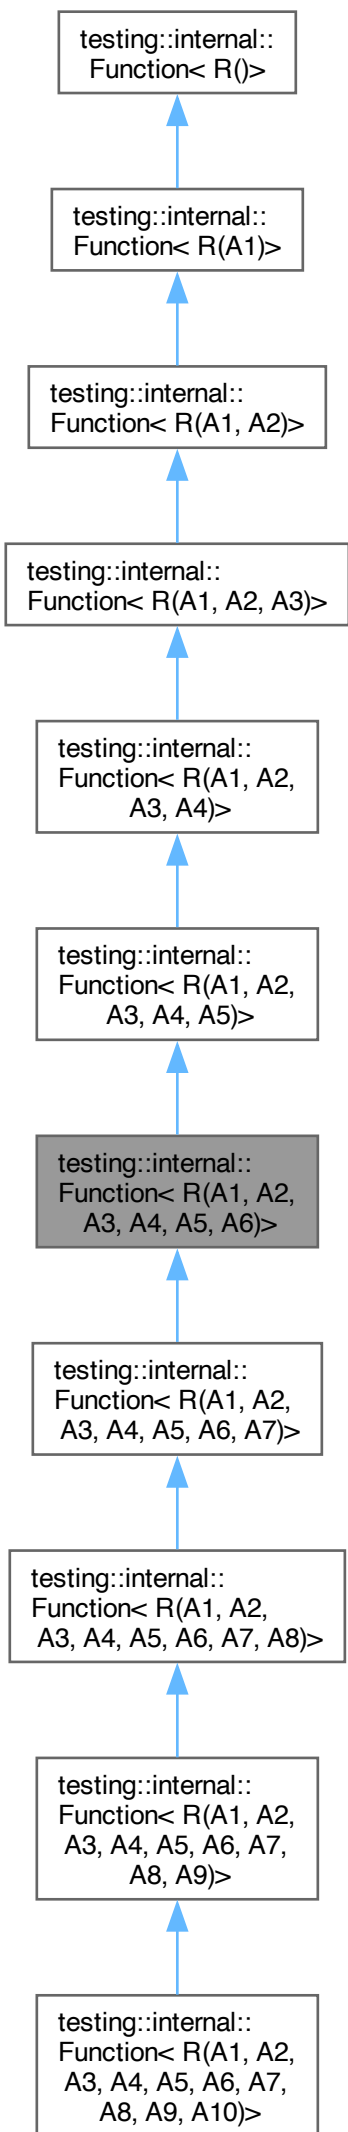 testing::internal::
Function< R()>
testing::internal::
Function< R(A1)>
testing::internal::
Function< R(A1, A2)>
testing::internal::
Function< R(A1, A2, A3)>
testing::internal::
Function< R(A1, A2,
A3, A4)>
testing::internal::
Function< R(A1, A2,
A3, A4, A5)>
testing::internal::
Function< R(A1, A2,
A3, A4, A5, A6)>
testing::internal::
Function< R(A1, A2,
A3, A4, A5, A6, A7)>
testing::internal::
Function< R(A1, A2,
A3, A4, A5, A6, A7, A8)>
testing::internal::
Function< R(A1, A2,
A3, A4, A5, A6, A7,
A8, A9)>
testing::internal::
Function< R(A1, A2,
A3, A4, A5, A6, A7,
A8, A9, A10)>